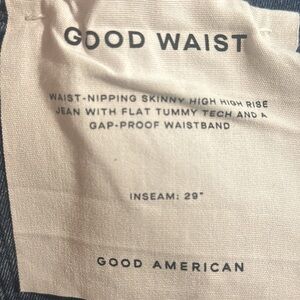 GOOD WAIST
WAIST-NIPPING SKINNY HIGH HIGH RISE
JEAN WITH FLAT TUMMY TECH AND A
GAP-PROOF WAISTBAND
INSEAM: 29"
GOOD AMERICAN